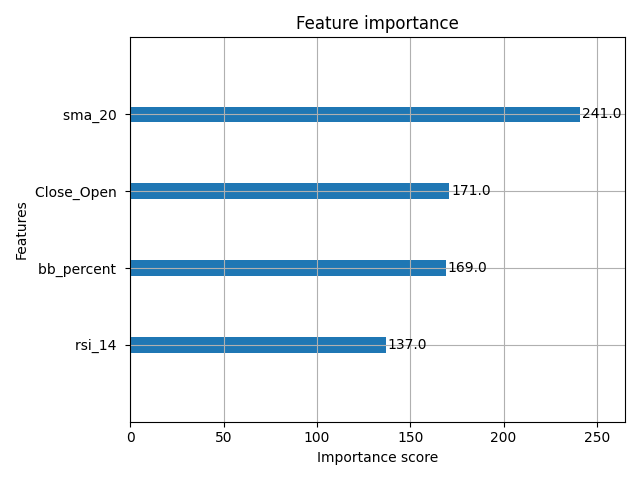 Feature importance
sma_20
241.0
Close_Open
171.0
bb_percent
169.0
rsi_14
137.0
Features
0 50 100 150 200 250
Importance score